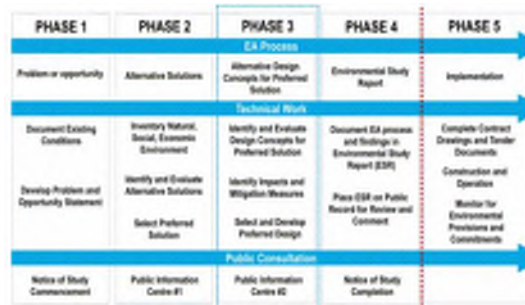 PHASE 1
PHASE 2
PHASE 3
PHASE 4
PHASE 5
EA Process
Problem or opportunity
Alternative Solutions
Alternative Design
Concepts for Preferred
Solution
Environmental Study
Report
Implementation
Technical Work
Document Existing
Conditions
Develop Problem and
Opportunity Statement
Inventory Natural,
Social, Economic
Environment
Identify and Evaluate
Alternative Solutions
Select Preferred
Solution
Identify and Evaluate
Design Concepts for
Preferred Solution
Identify Impacts and
Mitigation Measures
Select and Develop
Preferred Design
Document EA process
and findings in
Environmental Study
Report (ESR)
Place ESR on Public
Record for Review and
Comment
Complete Contract
Drawings and Tender
Documents
Construction and
Operation
Monitor for
Environmental
Provisions and
Commitments
Public Consultation
Notice of Study
Commencement
Public Information
Centre #1
Public Information
Centre #2
Notice of Study
Completion